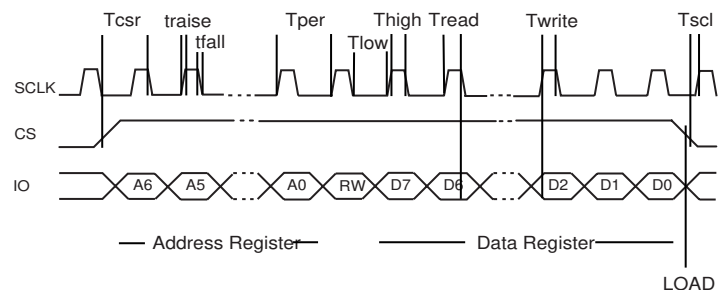 Tcsr traise Tper Thigh Tread Twrite Tscl
tfall Tlow
SCLK
CS
IO A6 A5 A0 RW D7 D6 D2 D1 D0
Address Register Data Register
LOAD